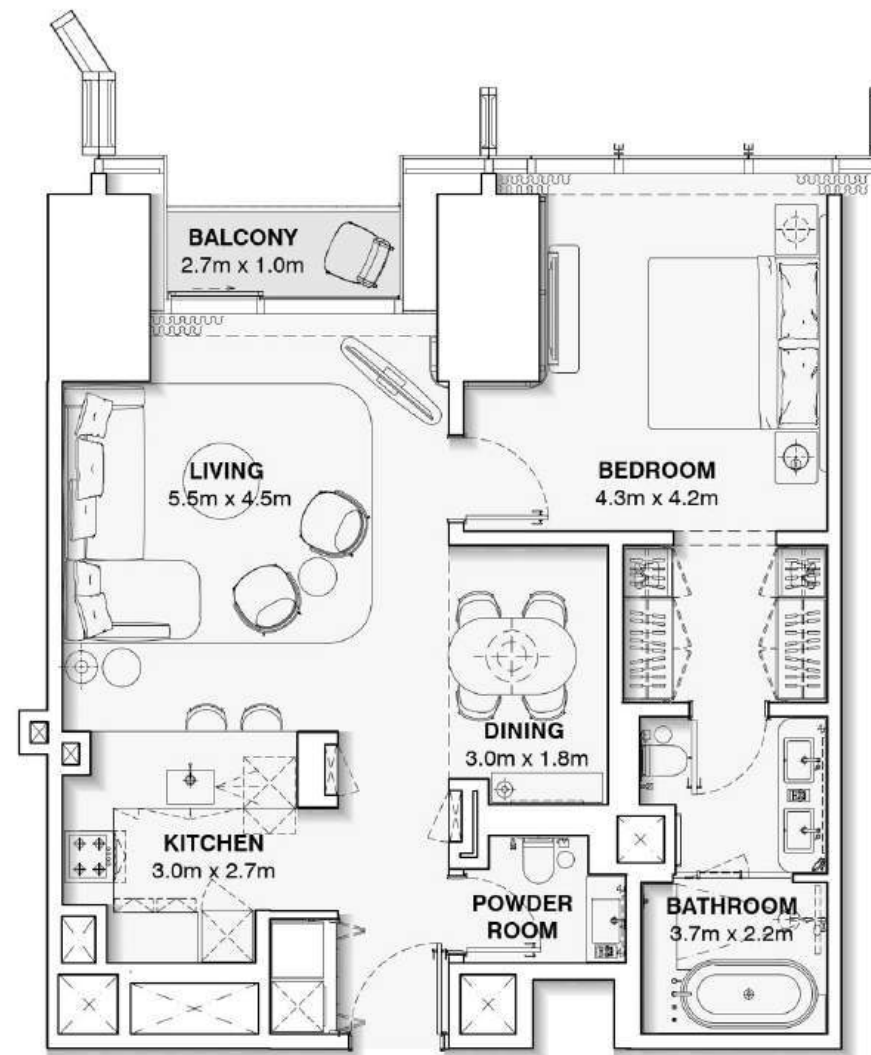 BALCONY
2.7m x 1.0m
LIVING
5.5m x 4.5m
BEDROOM
4.3m x 4.2m
DINING
3.0m x 1.8m
KITCHEN
3.0m x 2.7m
POWDER
ROOM
BATHROOM
3.7m x 2.2m